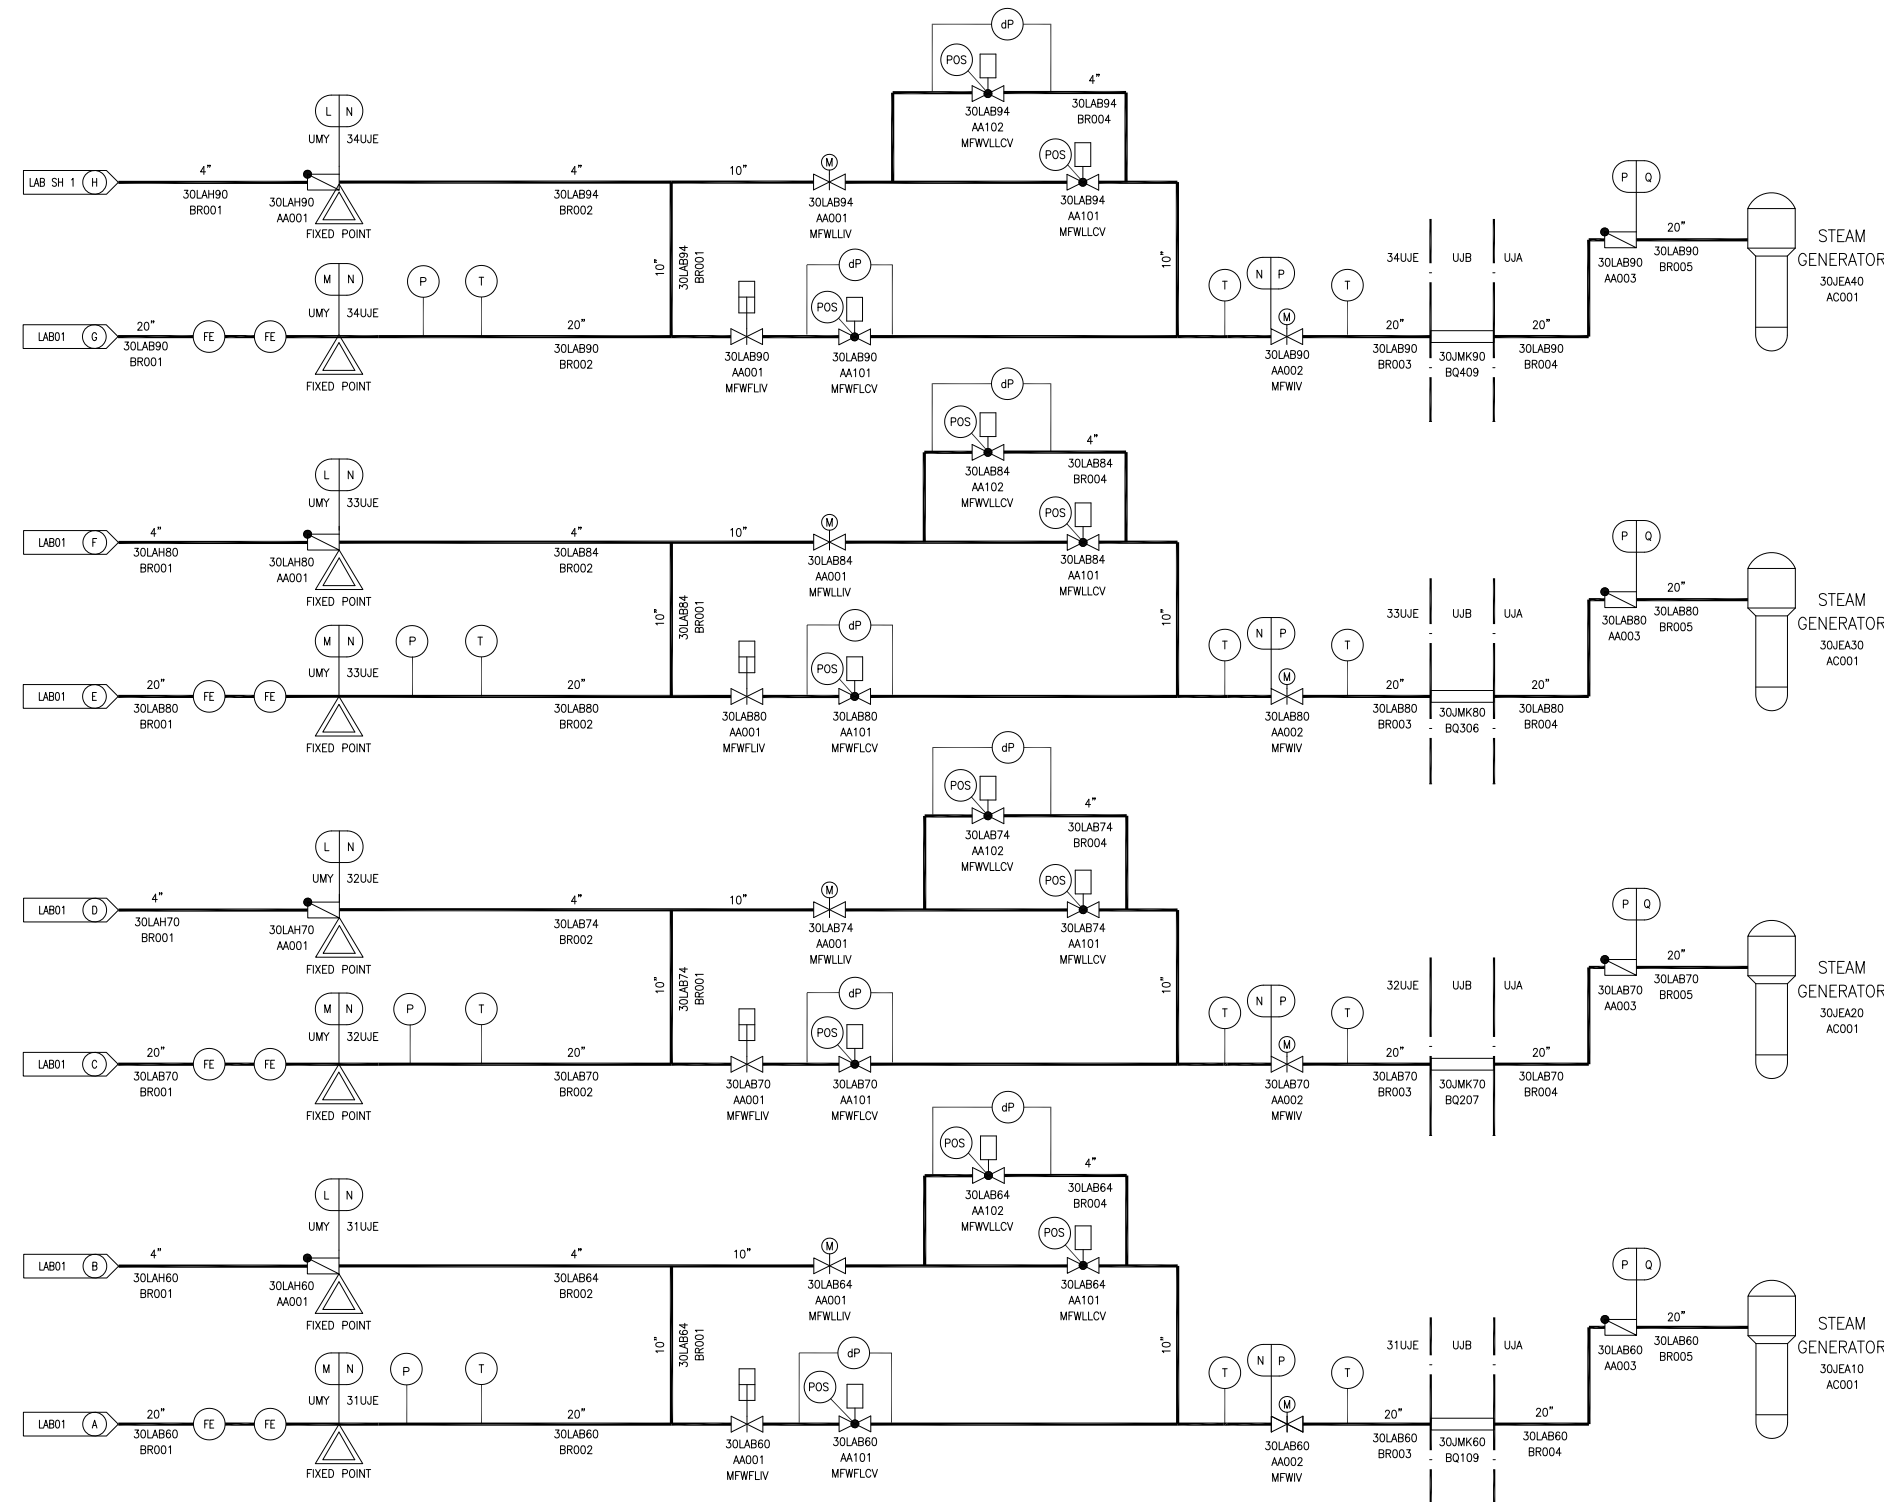 dP
POS
4"
30LAB94
AA102
MFWVLLCV
30LAB94
BR004
L N
UMY 34UJE
POS
LAB SH 1 H
4"
30LAH90
BR001
30LAH90
AA001
FIXED POINT
4"
30LAB94
BR002
10"
M
30LAB94
AA001
MFWLLIV
30LAB94
AA101
MFWLLCV
P Q
20"
30LAB90
BR005
30LAB90
AA003
STEAM
GENERATOR
30JEA40
AC001
10"
30LAB94
BR001
10"
34UJE UJB UJA
M N
UMY 34UJE
P
T
dP
POS
T
N P
M
T
LAB01 G
20"
30LAB90
BR001
FE
FE
FIXED POINT
20"
30LAB90
BR002
30LAB90
AA001
MFWFLIV
30LAB90
AA101
MFWFLCV
30LAB90
AA002
MFWIV
20"
30LAB90
BR003
30JMK90
BQ409
20"
30LAB90
BR004
dP
POS
4"
30LAB84
AA102
MFWVLLCV
30LAB84
BR004
L N
UMY 33UJE
POS
LAB01 F
4"
30LAH80
BR001
30LAH80
AA001
FIXED POINT
4"
30LAB84
BR002
10"
M
30LAB84
AA001
MFWLLIV
30LAB84
AA101
MFWLLCV
P Q
20"
30LAB80
BR005
30LAB80
AA003
STEAM
GENERATOR
30JEA30
AC001
10"
30LAB84
BR001
10"
33UJE UJB UJA
M N
UMY 33UJE
P
T
dP
POS
T
N P
M
T
LAB01 E
20"
30LAB80
BR001
FE
FE
FIXED POINT
20"
30LAB80
BR002
30LAB80
AA001
MFWFLIV
30LAB80
AA101
MFWFLCV
30LAB80
AA002
MFWIV
20"
30LAB80
BR003
30JMK80
BQ306
20"
30LAB80
BR004
dP
POS
4"
30LAB74
AA102
MFWVLLCV
30LAB74
BR004
L N
UMY 32UJE
POS
LAB01 D
4"
30LAH70
BR001
30LAH70
AA001
FIXED POINT
4"
30LAB74
BR002
10"
M
30LAB74
AA001
MFWLLIV
30LAB74
AA101
MFWLLCV
P Q
20"
30LAB70
BR005
30LAB70
AA003
STEAM
GENERATOR
30JEA20
AC001
10"
30LAB74
BR001
10"
32UJE UJB UJA
M N
UMY 32UJE
P
T
dP
POS
T
N P
M
T
LAB01 C
20"
30LAB70
BR001
FE
FE
FIXED POINT
20"
30LAB70
BR002
30LAB70
AA001
MFWFLIV
30LAB70
AA101
MFWFLCV
30LAB70
AA002
MFWIV
20"
30LAB70
BR003
30JMK70
BQ207
20"
30LAB70
BR004
dP
POS
4"
30LAB64
AA102
MFWVLLCV
30LAB64
BR004
L N
UMY 31UJE
POS
LAB01 B
4"
30LAH60
BR001
30LAH60
AA001
FIXED POINT
4"
30LAB64
BR002
10"
M
30LAB64
AA001
MFWLLIV
30LAB64
AA101
MFWLLCV
P Q
20"
30LAB60
BR005
30LAB60
AA003
STEAM
GENERATOR
30JEA10
AC001
10"
30LAB64
BR001
10"
31UJE UJB UJA
M N
UMY 31UJE
P
T
dP
POS
T
N P
M
T
LAB01 A
20"
30LAB60
BR001
FE
FE
FIXED POINT
20"
30LAB60
BR002
30LAB60
AA001
MFWFLIV
30LAB60
AA101
MFWFLCV
30LAB60
AA002
MFWIV
20"
30LAB60
BR003
30JMK60
BQ109
20"
30LAB60
BR004